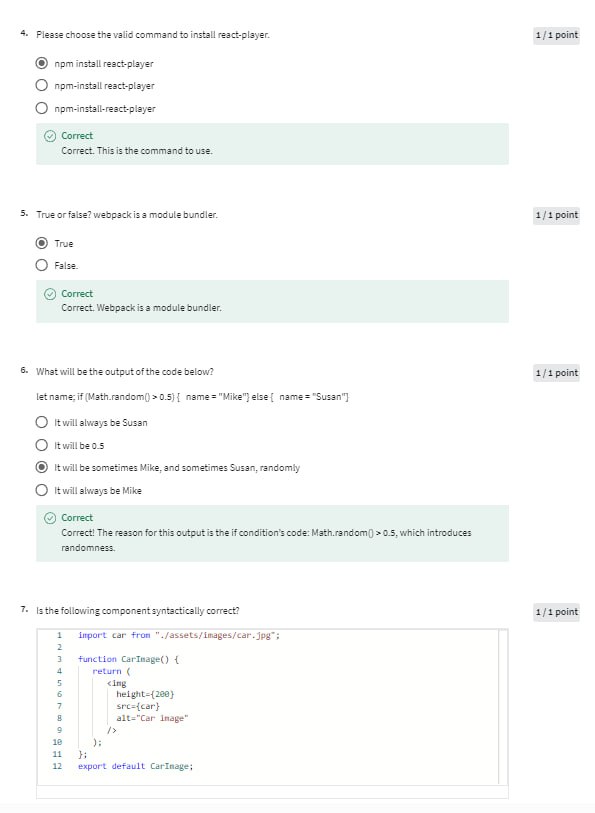 4. Please choose the valid command to install react-player.
1 / 1 point
npm install react-player
npm-install react-player
npm-install-react-player
Correct
Correct. This is the command to use.
5. True or false? webpack is a module bundler.
1 / 1 point
True
False.
Correct
Correct. Webpack is a module bundler.
6. What will be the output of the code below?
1 / 1 point
let name; if (Math.random() > 0.5) { name = "Mike"} else { name = "Susan"}
It will always be Susan
It will be 0.5
It will be sometimes Mike, and sometimes Susan, randomly
It will always be Mike
Correct
Correct! The reason for this output is the if condition's code: Math.random() > 0.5, which introduces
randomness.
7. Is the following component syntactically correct?
1 / 1 point
1 import car from "./assets/images/car.jpg";
2
3 function CarImage() {
4 return (
5 <img
6 height={200}
7 src={car}
8 alt="Car image"
9 />
10 );
11 };
12 export default CarImage;